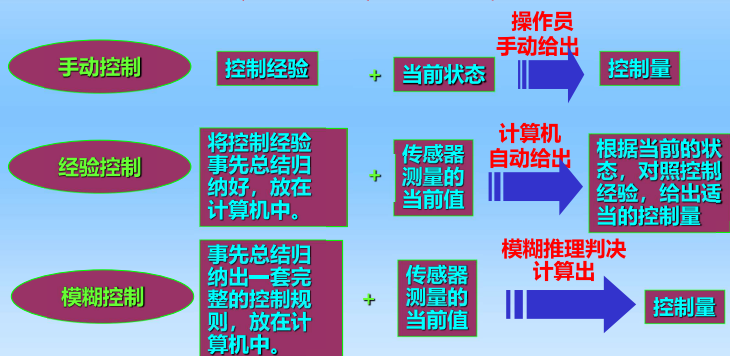 操作员
手动给出
手动控制
控制经验
+
当前状态
控制量
经验控制
将控制经验
事先总结归
纳好，放在
计算机中。
+
传感器
测量的
当前值
计算机
自动给出
根据当前的状
态，对照控制
经验，给出适
当的控制量
模糊控制
事先总结归
纳出一套完
整的控制规
则，放在计
算机中。
+
传感器
测量的
当前值
模糊推理判决
计算出
控制量